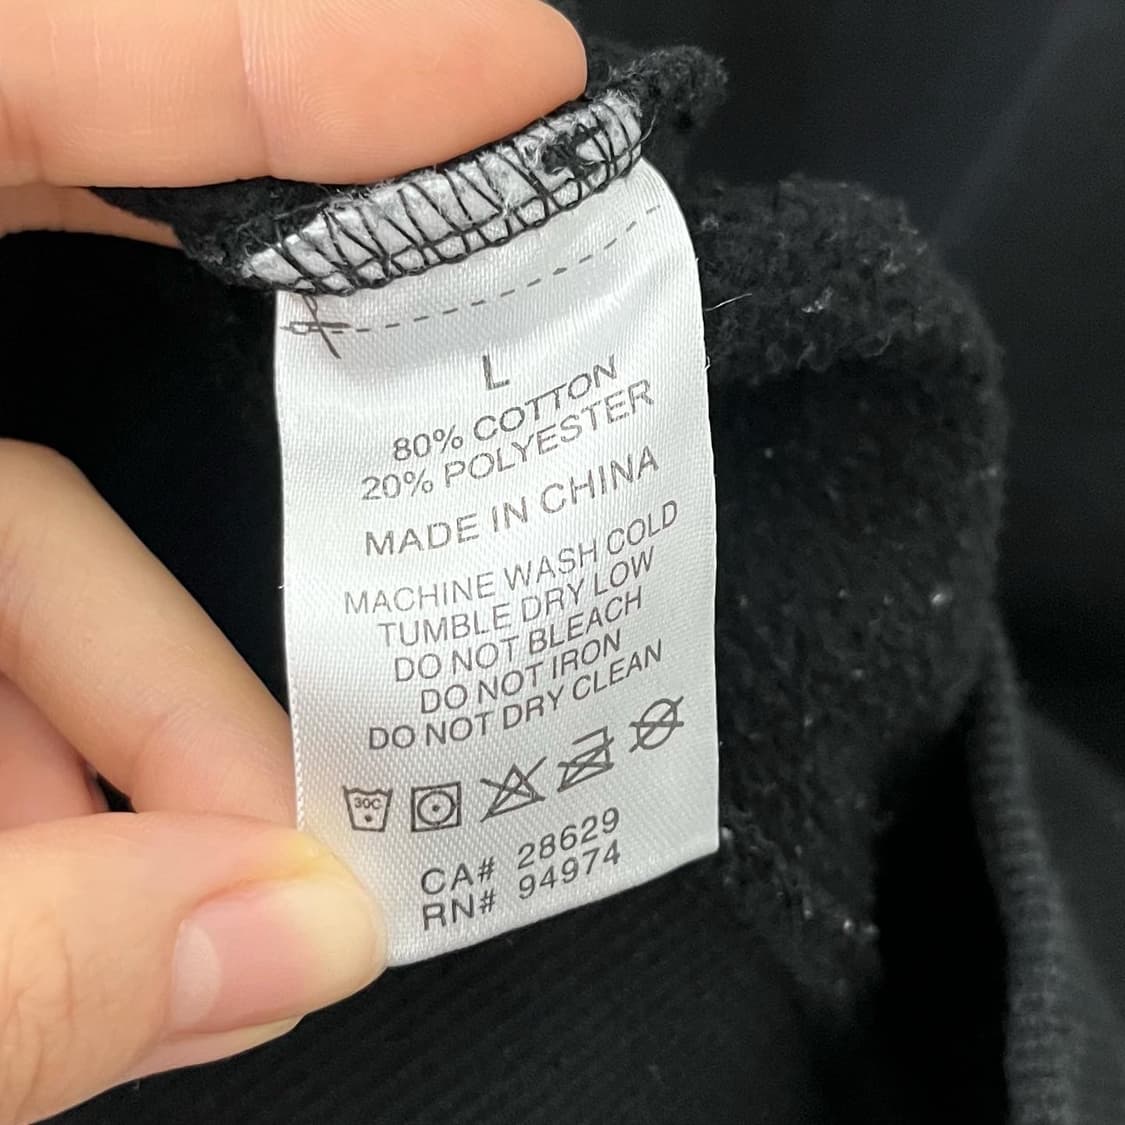 L
80% COTTON
20% POLYESTER
MADE IN CHINA
MACHINE WASH COLD
TUMBLE DRY LOW
DO NOT BLEACH
DO NOT IRON
DO NOT DRY CLEAN
30C
CA# 28629
RN# 94974